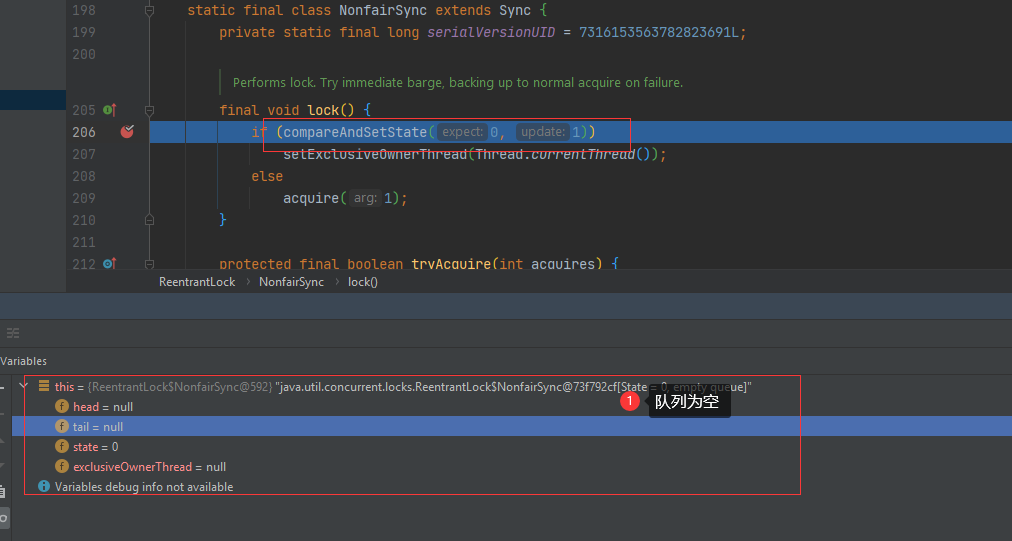 198 static final class NonfairSync extends Sync {
199 private static final long serialVersionUID = 7316153563782823691L;
200
Performs lock. Try immediate barge, backing up to normal acquire on failure.
205 final void lock() {
206 if (compareAndSetState( expect: 0, update: 1))
207 setExclusiveOwnerThread(Thread.currentThread());
208 else
209 acquire( arg: 1);
210 }
211
212 protected final boolean tryAcquire(int acquires) {
ReentrantLock > NonfairSync > lock()
Variables
this = {ReentrantLock$NonfairSync@592} "java.util.concurrent.locks.ReentrantLock$NonfairSync@73f792cf[State = 0, empty queue]"
f head = null
1 队列为空
f tail = null
f state = 0
f exclusiveOwnerThread = null
Variables debug info not available